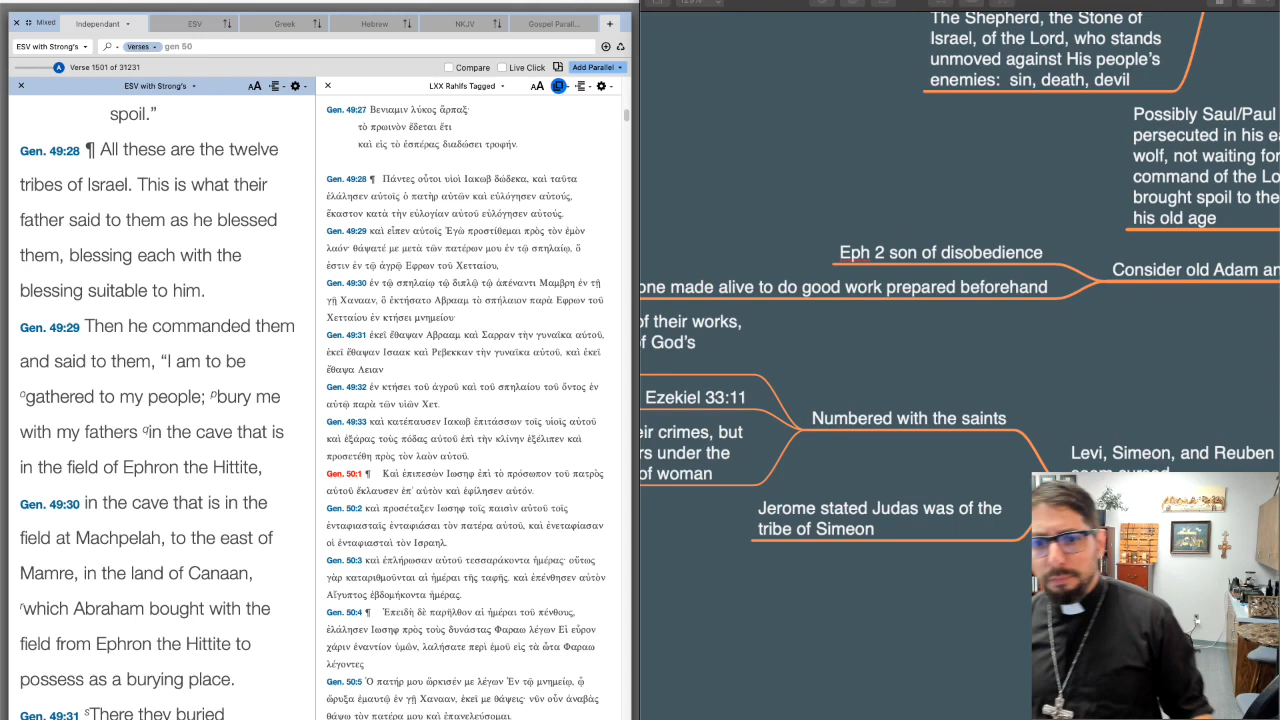 Mixed
Independant
ESV
Greek
Hebrew
NKJV
Gospel Parall...
+
ESV with Strong's
Verses
gen 50
A
Verse 1501 of 31231
Compare
Live Click
Add Parallel
ESV with Strong's
AA
LXX Rahlfs Tagged
AA
spoil.”
Gen. 49:28 ¶ All these are the twelve
tribes of Israel. This is what their
father said to them as he blessed
them, blessing each with the
blessing suitable to him.
Gen. 49:29 Then he commanded them
and said to them, “I am to be
ogathered to my people; pbury me
with my fathers qin the cave that is
in the field of Ephron the Hittite,
Gen. 49:30 in the cave that is in the
field at Machpelah, to the east of
Mamre, in the land of Canaan,
rwhich Abraham bought with the
field from Ephron the Hittite to
possess as a burying place.
Gen. 49:31 sThere they buried
Gen. 49:27 Βενιαμιν λύκος ἅρπαξ·
τὸ πρωινὸν ἔδεται ἔτι
καὶ εἰς τὸ ἑσπέρας διαδώσει τροφήν.
Gen. 49:28 ¶ Πάντες οὗτοι υἱοὶ Ιακωβ δώδεκα, καὶ ταῦτα
ἐλάλησεν αὐτοῖς ὁ πατὴρ αὐτῶν καὶ εὐλόγησεν αὐτούς,
ἕκαστον κατὰ τὴν εὐλογίαν αὐτοῦ εὐλόγησεν αὐτούς.
Gen. 49:29 καὶ εἶπεν αὐτοῖς Ἐγὼ προστίθεμαι πρὸς τὸν ἐμὸν
λαόν· θάψατέ με μετὰ τῶν πατέρων μου ἐν τῷ σπηλαίῳ, ὅ
ἐστιν ἐν τῷ ἀγρῷ Εφρων τοῦ Χετταίου,
Gen. 49:30 ἐν τῷ σπηλαίῳ τῷ διπλῷ τῷ ἀπέναντι Μαμβρη ἐν τῇ
γῇ Χανααν, ὃ ἐκτήσατο Αβρααμ τὸ σπήλαιον παρὰ Εφρων τοῦ
Χετταίου ἐν κτήσει μνημείου·
Gen. 49:31 ἐκεῖ ἔθαψαν Αβρααμ καὶ Σαρραν τὴν γυναῖκα αὐτοῦ,
ἐκεῖ ἔθαψαν Ισαακ καὶ Ρεβεκκαν τὴν γυναῖκα αὐτοῦ, καὶ ἐκεῖ
ἔθαψα Λειαν
Gen. 49:32 ἐν κτήσει τοῦ ἀγροῦ καὶ τοῦ σπηλαίου τοῦ ὄντος ἐν
αὐτῷ παρὰ τῶν υἱῶν Χετ.
Gen. 49:33 καὶ κατέπαυσεν Ιακωβ ἐπιτάσσων τοῖς υἱοῖς αὐτοῦ
καὶ ἐξάρας τοὺς πόδας αὐτοῦ ἐπὶ τὴν κλίνην ἐξέλιπεν καὶ
προσετέθη πρὸς τὸν λαὸν αὐτοῦ.
Gen. 50:1 ¶ Καὶ ἐπιπεσὼν Ιωσηφ ἐπὶ τὸ πρόσωπον τοῦ πατρὸς
αὐτοῦ ἔκλαυσεν ἐπ’ αὐτὸν καὶ ἐφίλησεν αὐτόν.
Gen. 50:2 καὶ προσέταξεν Ιωσηφ τοῖς παισὶν αὐτοῦ τοῖς
ἐνταφιασταῖς ἐνταφιάσαι τὸν πατέρα αὐτοῦ, καὶ ἐνεταφίασαν
οἱ ἐνταφιασταὶ τὸν Ισραηλ.
Gen. 50:3 καὶ ἐπλήρωσαν αὐτοῦ τεσσαράκοντα ἡμέρας· οὕτως
γὰρ καταριθμοῦνται αἱ ἡμέραι τῆς ταφῆς. καὶ ἐπένθησεν αὐτὸν
Αἴγυπτος ἑβδομήκοντα ἡμέρας.
Gen. 50:4 ¶ Ἐπειδὴ δὲ παρῆλθον αἱ ἡμέραι τοῦ πένθους,
ἐλάλησεν Ιωσηφ πρὸς τοὺς δυνάστας Φαραω λέγων Εἰ εὗρον
χάριν ἐναντίον ὑμῶν, λαλήσατε περὶ ἐμοῦ εἰς τὰ ὦτα Φαραω
λέγοντες
Gen. 50:5 Ὁ πατήρ μου ὥρκισέν με λέγων Ἐν τῷ μνημείῳ, ᾧ
ὤρυξα ἐμαυτῷ ἐν γῇ Χανααν, ἐκεῖ με θάψεις· νῦν οὖν ἀναβὰς
θάψω τὸν πατέρα μου καὶ ἐπανελεύσομαι.
The Shepherd, the Stone of
Israel, of the Lord, who stands
unmoved against His people’s
enemies: sin, death, devil
Possibly Saul/Paul
persecuted in his
wolf, not waiting for
command of the
brought spoil to the
his old age
Eph 2 son of disobedience
one made alive to do good work prepared beforehand
Consider old Adam
of their works,
of God’s
Ezekiel 33:11
crimes, but
under the
of woman
Numbered with the saints
Levi, Simeon, and Reuben
Jerome stated Judas was of the
tribe of Simeon